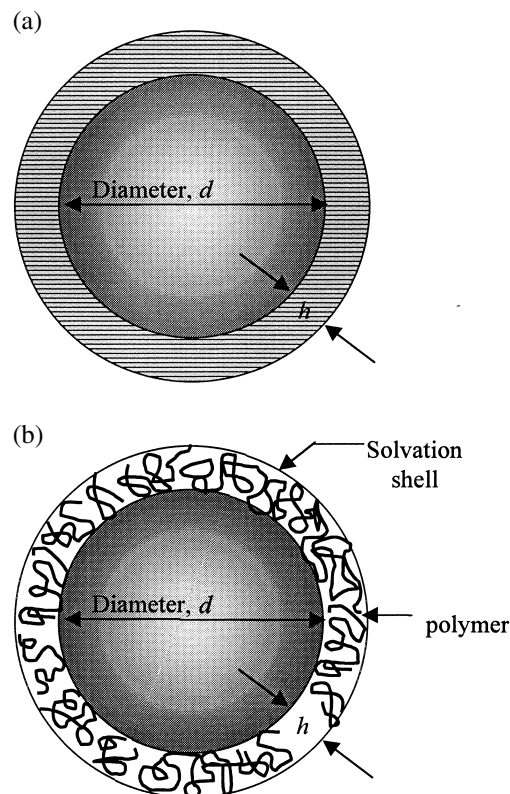 (a)
Diameter, d
h
(b)
Solvation
shell
Diameter, d
polymer
h